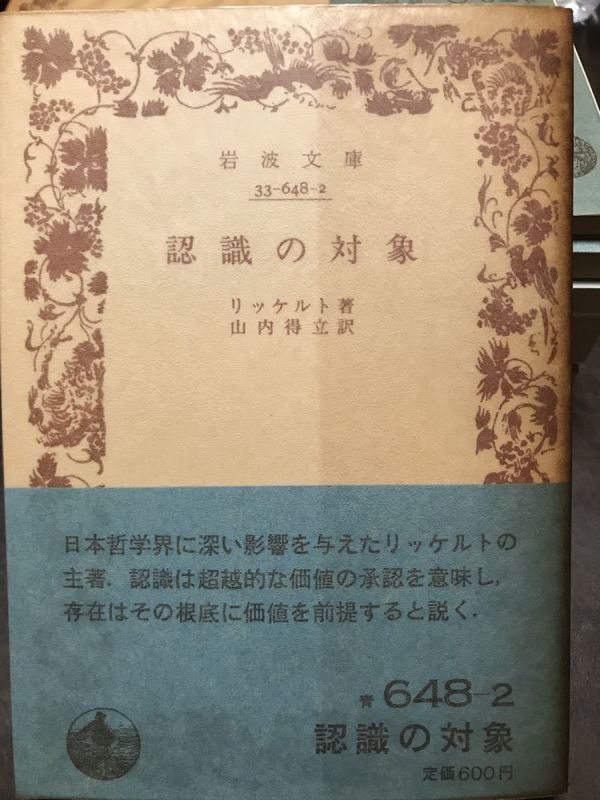 岩波文庫
33-648-2
認識の対象
リッケルト著
山内得立訳
日本哲学界に深い影響を与えたリッケルトの
主著．認識は超越的な価値の承認を意味し，
存在はその根底に価値を前提すると説く．
青 648-2
認識の対象
定価600円